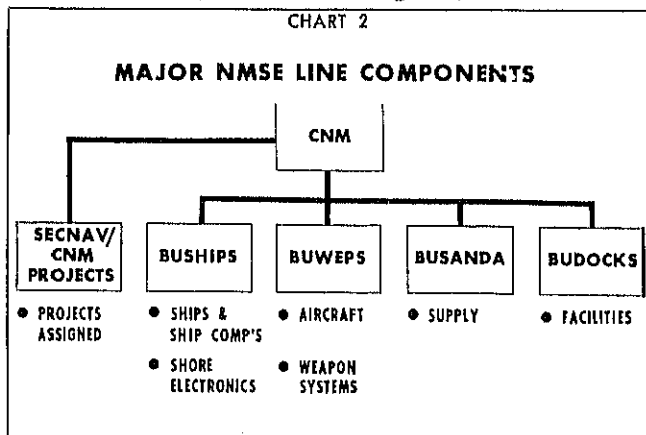 CHART 2
MAJOR NMSE LINE COMPONENTS
CNM
SECNAV/
CNM
PROJECTS
BUSHIPS
BUWEPS
BUSANDA
BUDOCKS
● PROJECTS
ASSIGNED
● SHIPS &
SHIP COMP'S
● SHORE
ELECTRONICS
● AIRCRAFT
● WEAPON
SYSTEMS
● SUPPLY
● FACILITIES